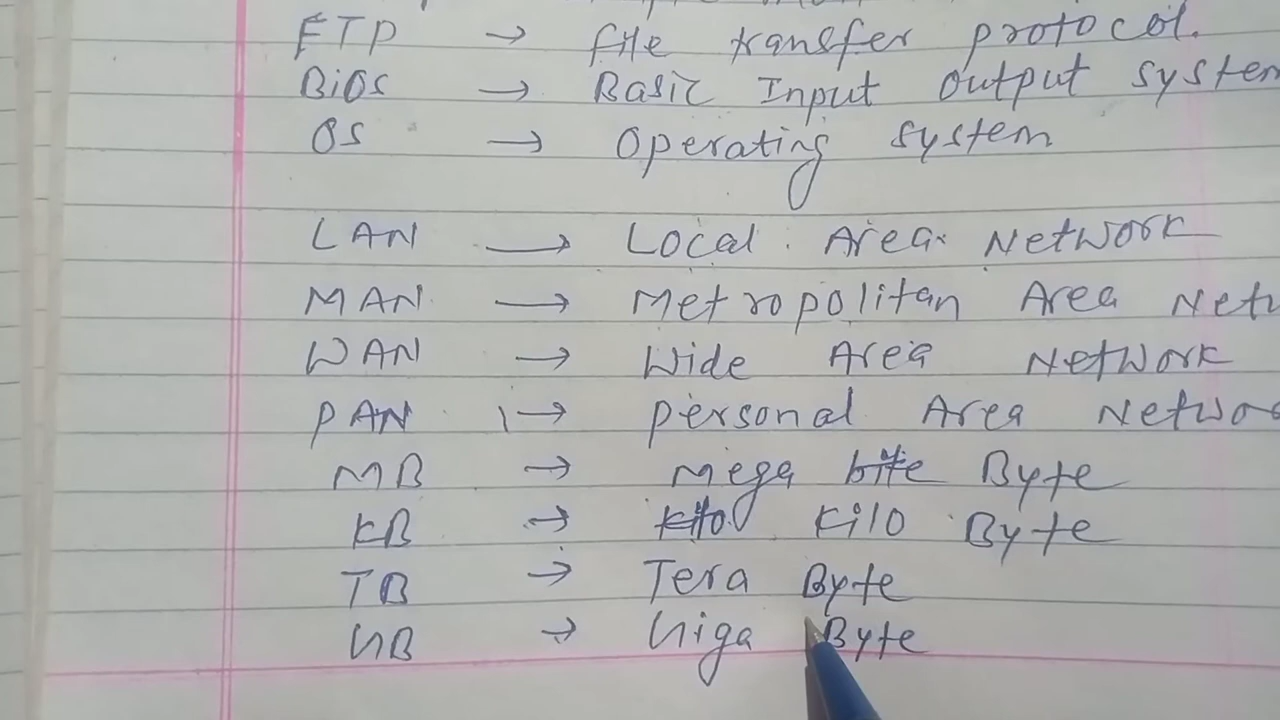 FTP → file transfer protocol.
BiOS → Basic Input output system
OS → Operating system
LAN → Local Area Network
MAN → Metropolitan Area Netw
WAN → Wide Area Network
PAN → personal Area Netwo
MB → Mega bite Byte
KB → Kilo Kilo Byte
TB → Tera Byte
GB → Giga Byte